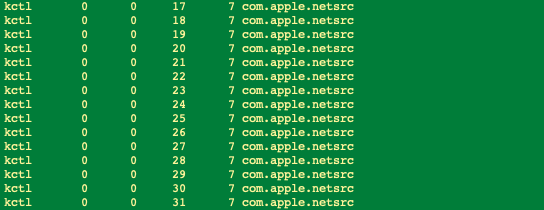 kctl       0      0     17      7 com.apple.netsrc
kctl       0      0     18      7 com.apple.netsrc
kctl       0      0     19      7 com.apple.netsrc
kctl       0      0     20      7 com.apple.netsrc
kctl       0      0     21      7 com.apple.netsrc
kctl       0      0     22      7 com.apple.netsrc
kctl       0      0     23      7 com.apple.netsrc
kctl       0      0     24      7 com.apple.netsrc
kctl       0      0     25      7 com.apple.netsrc
kctl       0      0     26      7 com.apple.netsrc
kctl       0      0     27      7 com.apple.netsrc
kctl       0      0     28      7 com.apple.netsrc
kctl       0      0     29      7 com.apple.netsrc
kctl       0      0     30      7 com.apple.netsrc
kctl       0      0     31      7 com.apple.netsrc